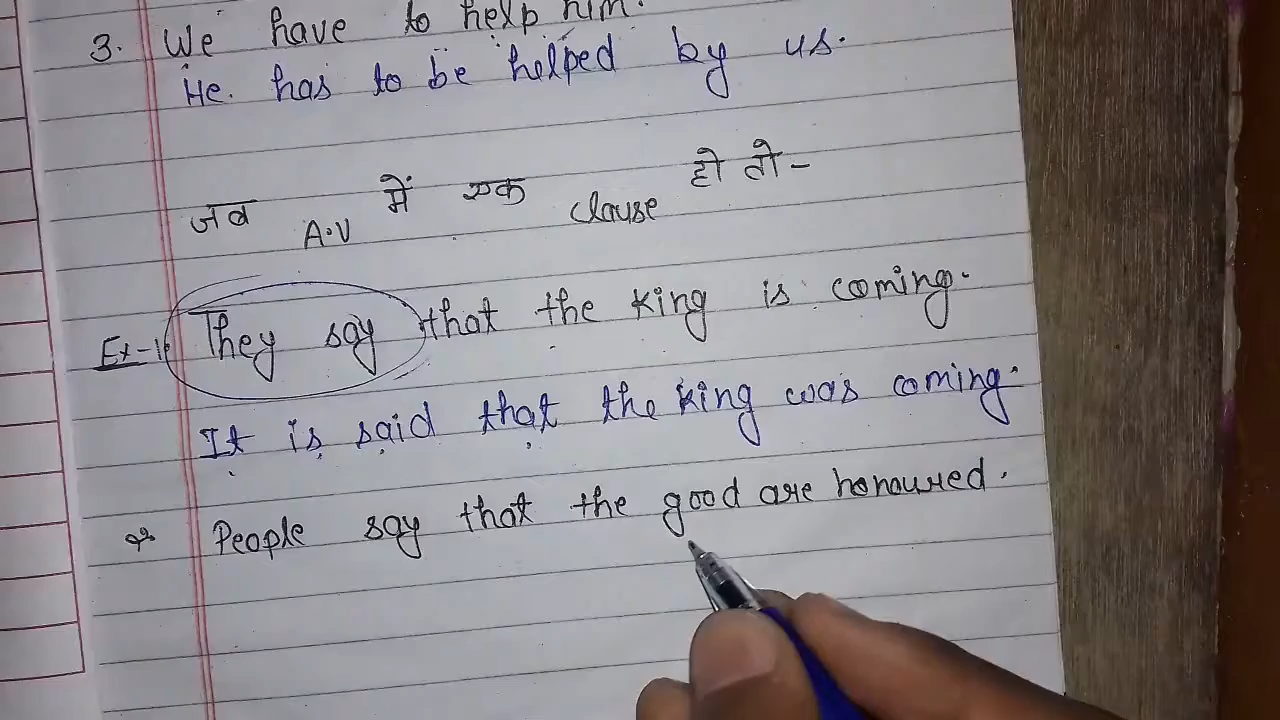 3. We have to help him.
He. has to be helped by us.
जब A.V में एक clause हो तो-
Ex-1 They say that the king is coming.
It is said that the king was coming.
People say that the good are honoured.